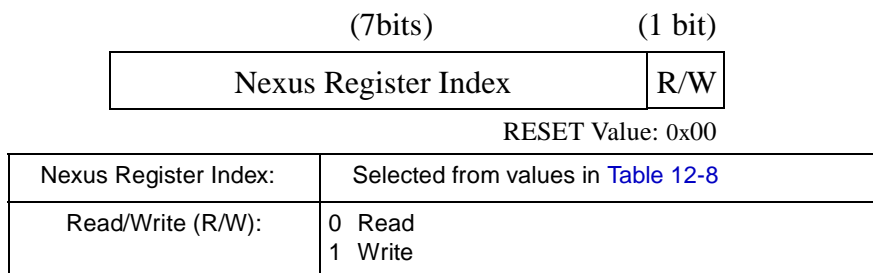 (7bits) (1 bit)
Nexus Register Index R/W
RESET Value: 0x00
Nexus Register Index: Selected from values in Table 12-8
Read/Write (R/W): 0 Read
1 Write